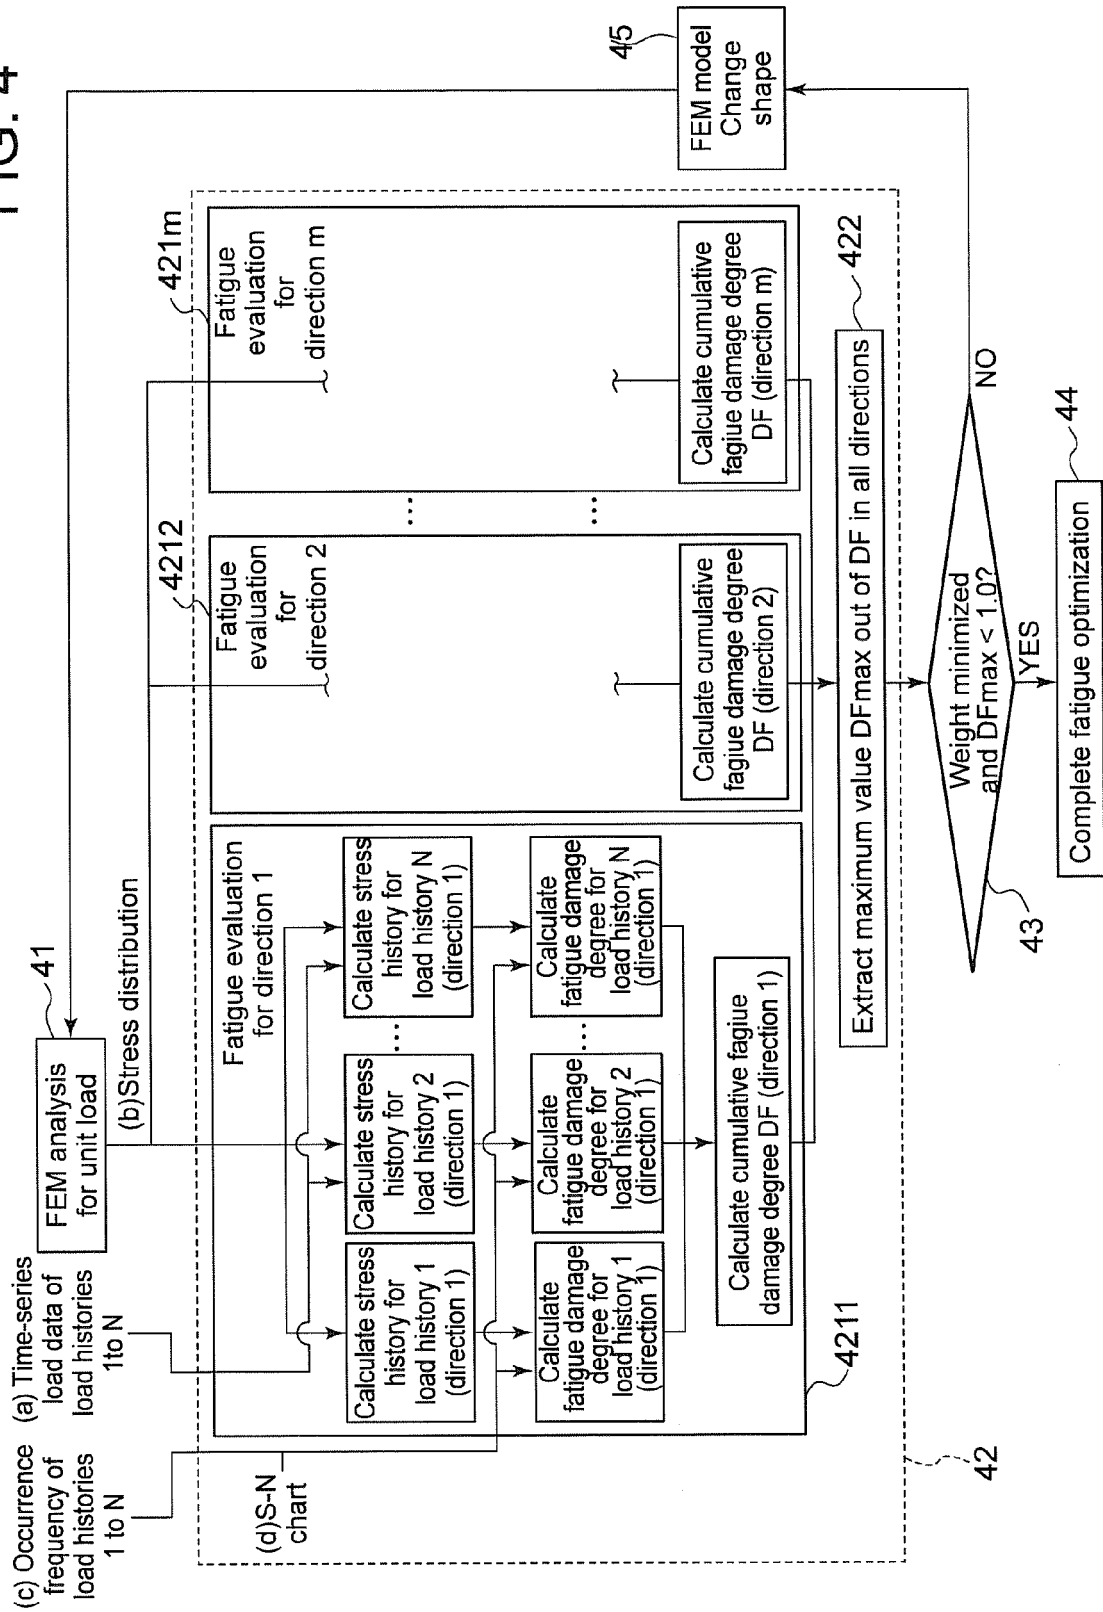 FIG. 4
(c) Occurrence
frequency of
load histories
1 to N
(a) Time-series
load data of
load histories
1to N
FEM analysis
for unit load
41
(b)Stress distribution
(d)S-N
chart
Fatigue evaluation
for direction 1
Calculate stress
history for
load history 1
(direction 1)
Calculate stress
history for
load history 2
(direction 1)
...
Calculate stress
history for
load history N
(direction 1)
Calculate
fatigue damage
degree for
load history 1
(direction 1)
Calculate
fatigue damage
degree for
load history 2
(direction 1)
...
Calculate
fatigue damage
degree for
load history N
(direction 1)
Calculate cumulative fagiue
damage degree DF (direction 1)
4211
4212
Fatigue
evaluation
for
direction 2
Calculate cumulative
fagiue damage degree
DF (direction 2)
...
...
421m
Fatigue
evaluation
for
direction m
Calculate cumulative
fagiue damage degree
DF (direction m)
42
Extract maximum value DFmax out of DF in all directions
422
Weight minimized
and DFmax < 1.0?
43
YES
NO
Complete fatigue optimization
44
FEM model
Change
shape
45